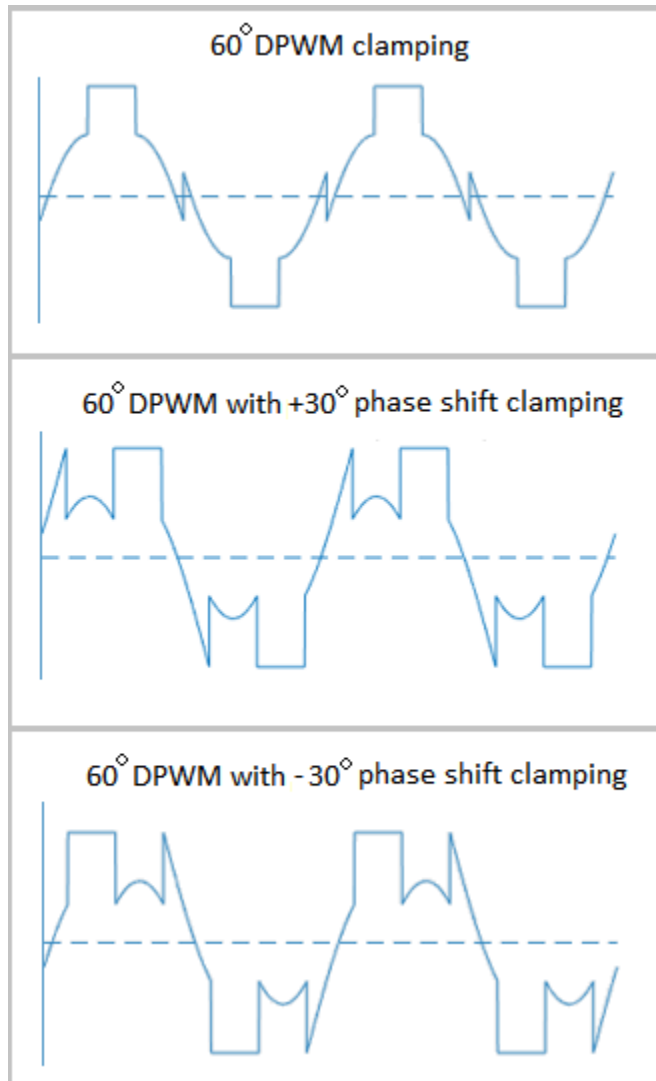 60° DPWM clamping
60° DPWM with +30° phase shift clamping
60° DPWM with - 30° phase shift clamping